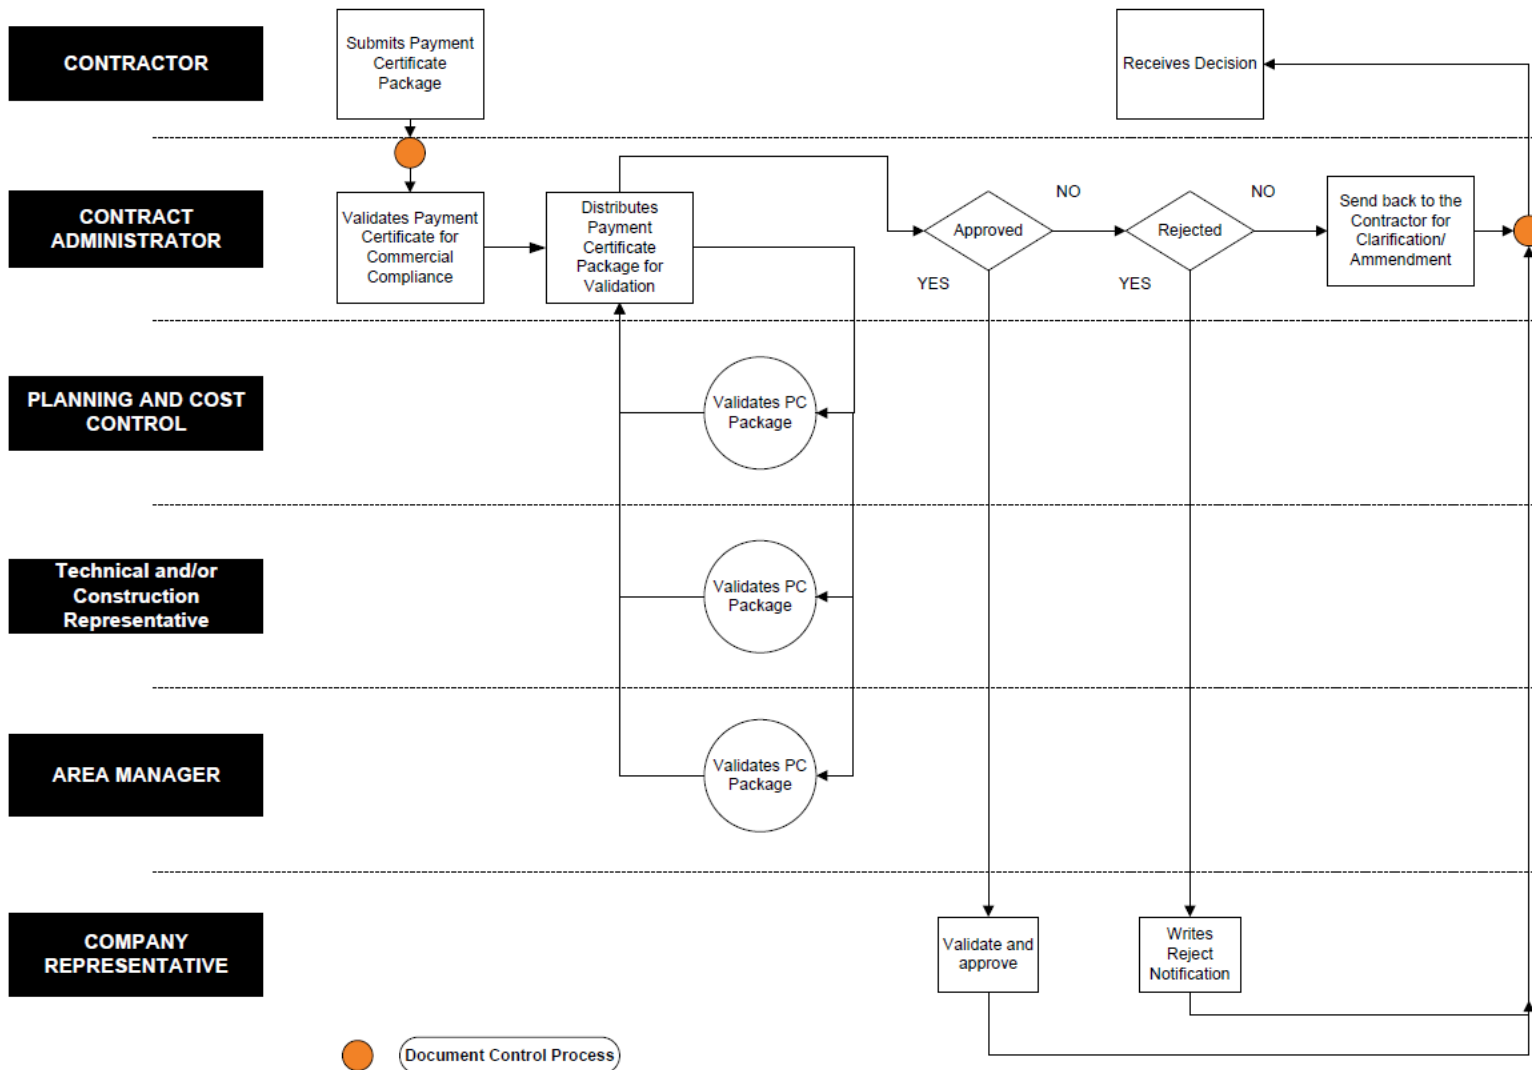 CONTRACTOR
Submits Payment
Certificate
Package
Receives Decision
CONTRACT
ADMINISTRATOR
Validates Payment
Certificate for
Commercial
Compliance
Distributes
Payment
Certificate
Package for
Validation
Approved
NO
YES
Rejected
NO
YES
Send back to the
Contractor for
Clarification/
Ammendment
PLANNING AND COST
CONTROL
Validates PC
Package
Technical and/or
Construction
Representative
Validates PC
Package
AREA MANAGER
Validates PC
Package
COMPANY
REPRESENTATIVE
Validate and
approve
Writes
Reject
Notification
Document Control Process